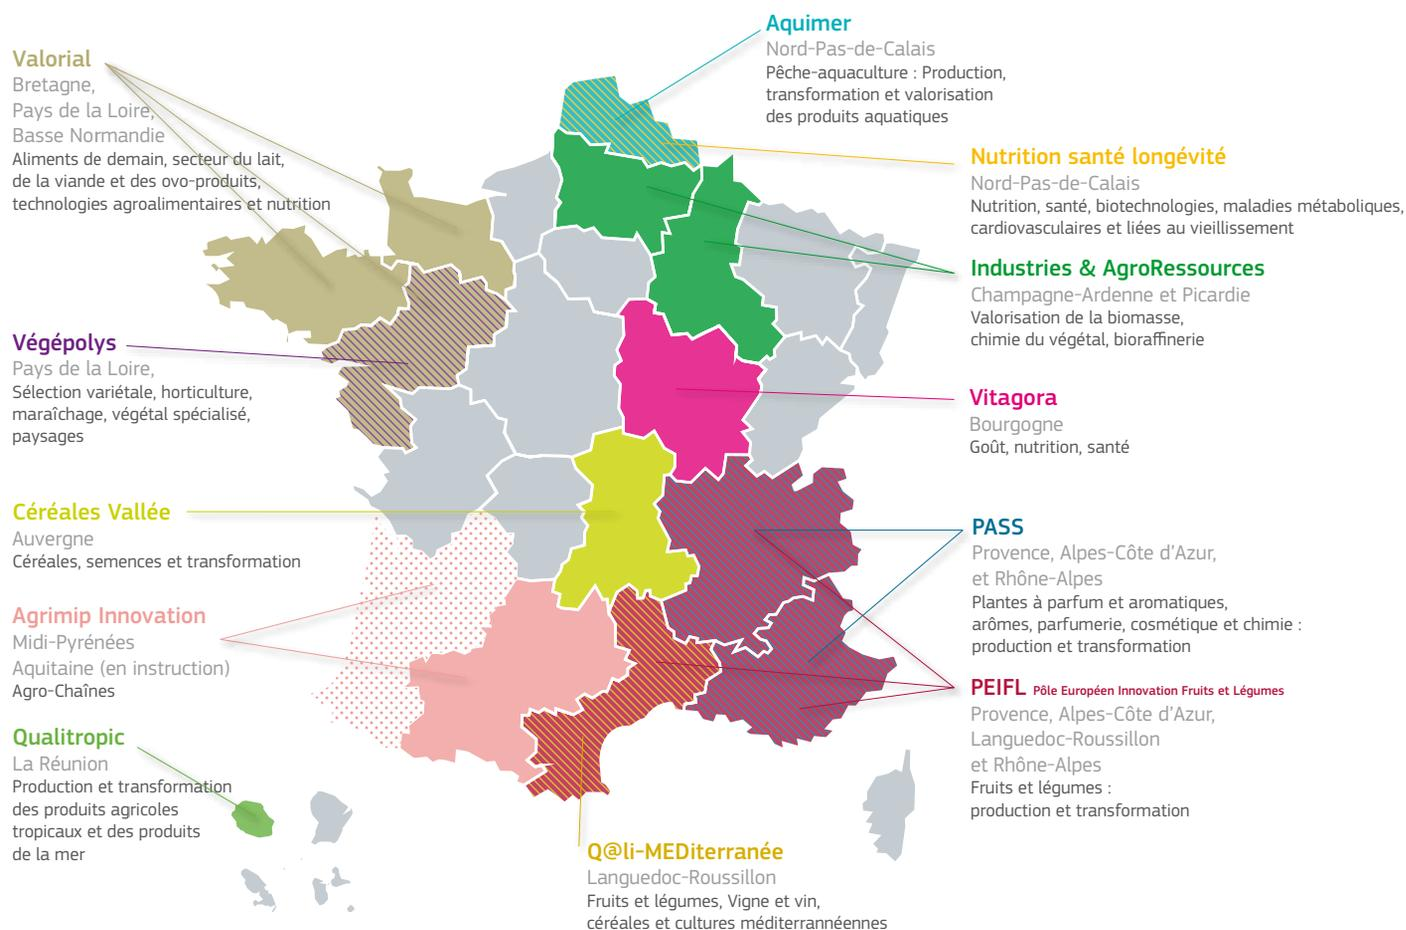 Valorial
Bretagne,
Pays de la Loire,
Basse Normandie
Aliments de demain, secteur du lait,
de la viande et des ovo-produits,
technologies agroalimentaires et nutrition
Végépolys
Pays de la Loire,
Sélection variétale, horticulture,
maraîchage, végétal spécialisé,
paysages
Céréales Vallée
Auvergne
Céréales, semences et transformation
Agrimip Innovation
Midi-Pyrénées
Aquitaine (en instruction)
Agro-Chaînes
Qualitropic
La Réunion
Production et transformation
des produits agricoles
tropicaux et des produits
de la mer
Aquimer
Nord-Pas-de-Calais
Pêche-aquaculture : Production,
transformation et valorisation
des produits aquatiques
Nutrition santé longévité
Nord-Pas-de-Calais
Nutrition, santé, biotechnologies, maladies métaboliques,
cardiovasculaires et liées au vieillissement
Industries & AgroRessources
Champagne-Ardenne et Picardie
Valorisation de la biomasse,
chimie du végétal, bioraffinerie
Vitagora
Bourgogne
Goût, nutrition, santé
PASS
Provence, Alpes-Côte d'Azur,
et Rhône-Alpes
Plantes à parfum et aromatiques,
arômes, parfumerie, cosmétique et chimie :
production et transformation
PEIFL Pôle Européen Innovation Fruits et Légumes
Provence, Alpes-Côte d'Azur,
Languedoc-Roussillon
et Rhône-Alpes
Fruits et légumes :
production et transformation
Q@li-MEDiterranée
Languedoc-Roussillon
Fruits et légumes, Vigne et vin,
céréales et cultures méditerrannéennes